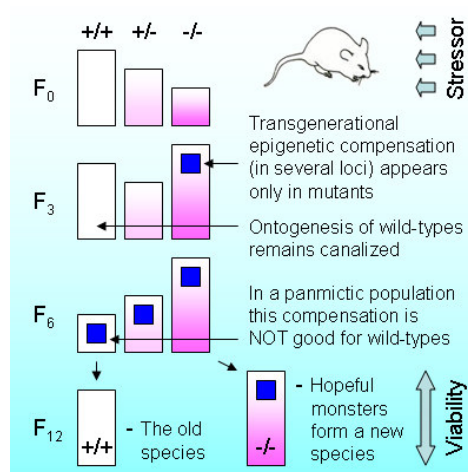 +/+ +/- -/-
Stressor
F0
Transgenerational
epigenetic compensation
(in several loci) appears
only in mutants
F3
Ontogenesis of wild-types
remains canalized
In a panmictic population
this compensation is
NOT good for wild-types
F6
F12
+/+
- The old
species
-/-
- Hopeful
monsters
form a new
species
Viability